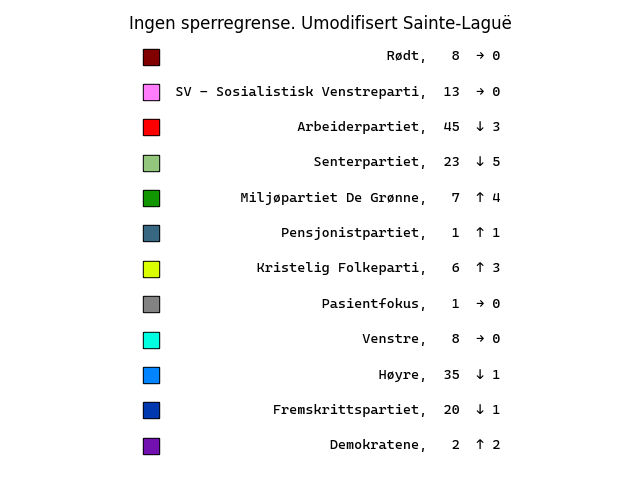 Ingen sperregrense. Umodifisert Sainte-Laguë
Rødt, 8 → 0
SV – Sosialistisk Venstreparti, 13 → 0
Arbeiderpartiet, 45 ↓ 3
Senterpartiet, 23 ↓ 5
Miljøpartiet De Grønne, 7 ↑ 4
Pensjonistpartiet, 1 ↑ 1
Kristelig Folkeparti, 6 ↑ 3
Pasientfokus, 1 → 0
Venstre, 8 → 0
Høyre, 35 ↓ 1
Fremskrittspartiet, 20 ↓ 1
Demokratene, 2 ↑ 2